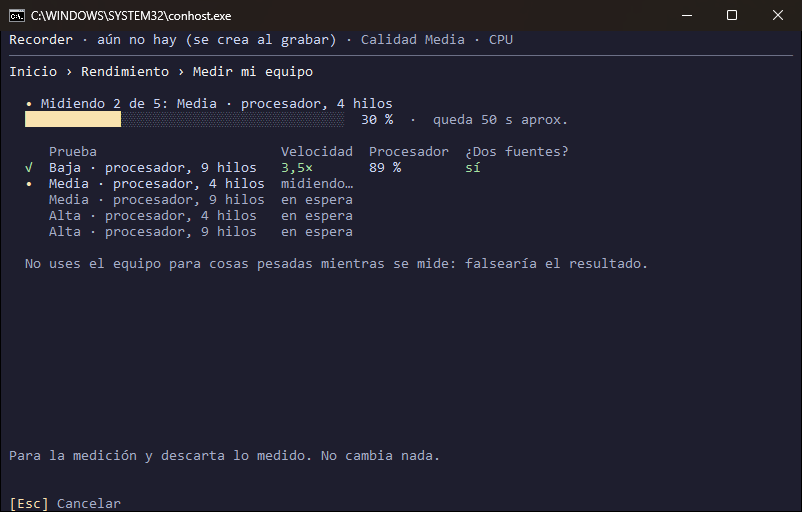 C:\WINDOWS\SYSTEM32\conhost.exe
Recorder · aún no hay (se crea al grabar) · Calidad Media · CPU
Inicio › Rendimiento › Medir mi equipo
• Midiendo 2 de 5: Media · procesador, 4 hilos
30 % · queda 50 s aprox.
Prueba Velocidad Procesador ¿Dos fuentes?
√ Baja · procesador, 9 hilos 3,5× 89 % sí
• Media · procesador, 4 hilos midiendo…
Media · procesador, 9 hilos en espera
Alta · procesador, 4 hilos en espera
Alta · procesador, 9 hilos en espera
No uses el equipo para cosas pesadas mientras se mide: falsearía el resultado.
Para la medición y descarta lo medido. No cambia nada.
[Esc] Cancelar